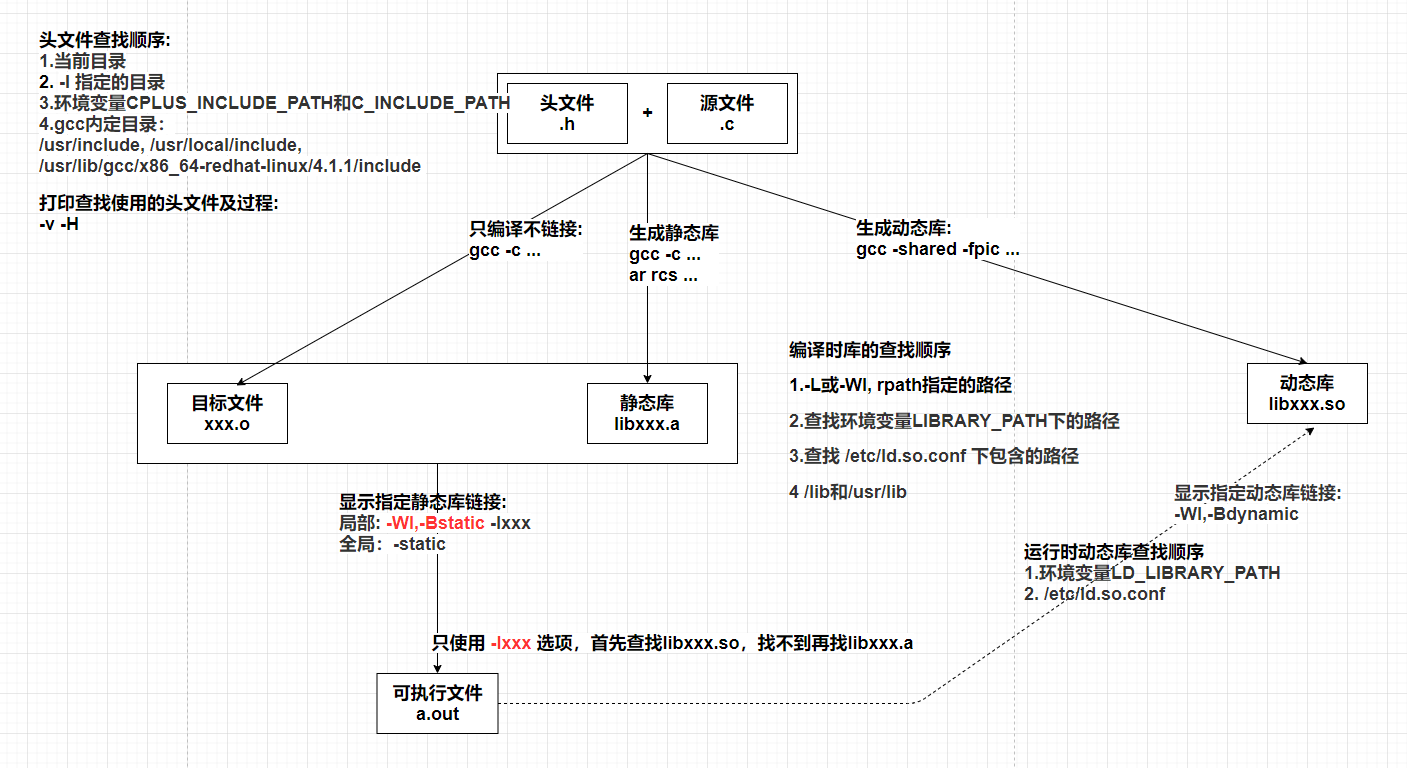 头文件查找顺序:
1.当前目录
2. -I 指定的目录
3.环境变量CPLUS_INCLUDE_PATH和C_INCLUDE_PATH
4.gcc内定目录：
/usr/include, /usr/local/include,
/usr/lib/gcc/x86_64-redhat-linux/4.1.1/include
打印查找使用的头文件及过程:
-v -H
头文件
.h
+
源文件
.c
只编译不链接:
gcc -c ...
生成静态库
gcc -c ...
ar rcs ...
生成动态库:
gcc -shared -fpic ...
目标文件
xxx.o
静态库
libxxx.a
动态库
libxxx.so
编译时库的查找顺序
1.-L或-Wl, rpath指定的路径
2.查找环境变量LIBRARY_PATH下的路径
3.查找 /etc/ld.so.conf 下包含的路径
4 /lib和/usr/lib
显示指定静态库链接:
局部: -Wl,-Bstatic -lxxx
全局：-static
显示指定动态库链接:
-Wl,-Bdynamic
运行时动态库查找顺序
1.环境变量LD_LIBRARY_PATH
2. /etc/ld.so.conf
只使用 -lxxx 选项，首先查找libxxx.so，找不到再找libxxx.a
可执行文件
a.out